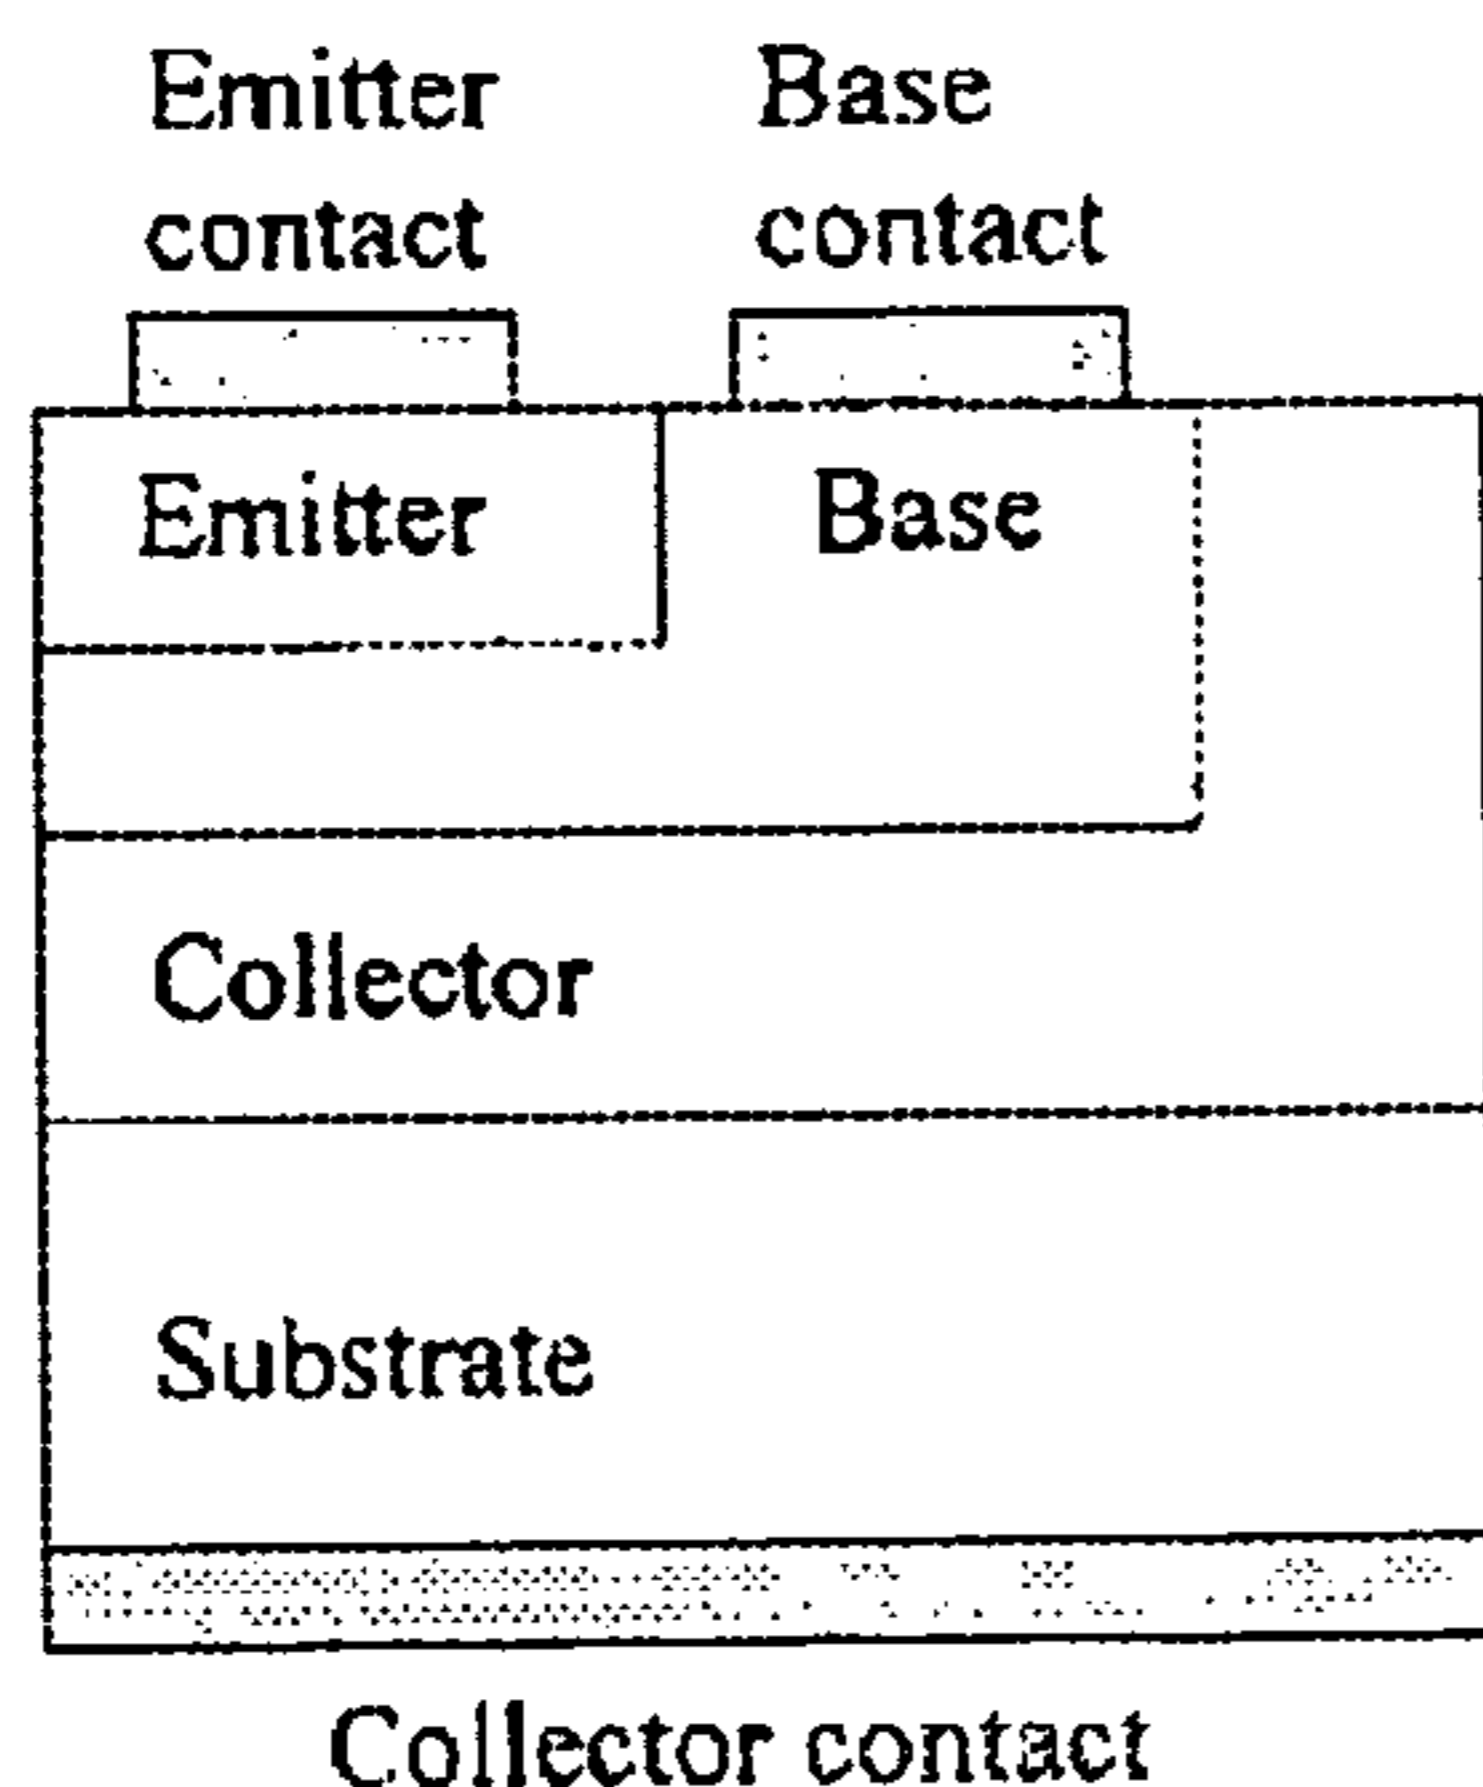 Emitter
contact
Base
contact
Emitter
Base
Collector
Substrate
Collector contact